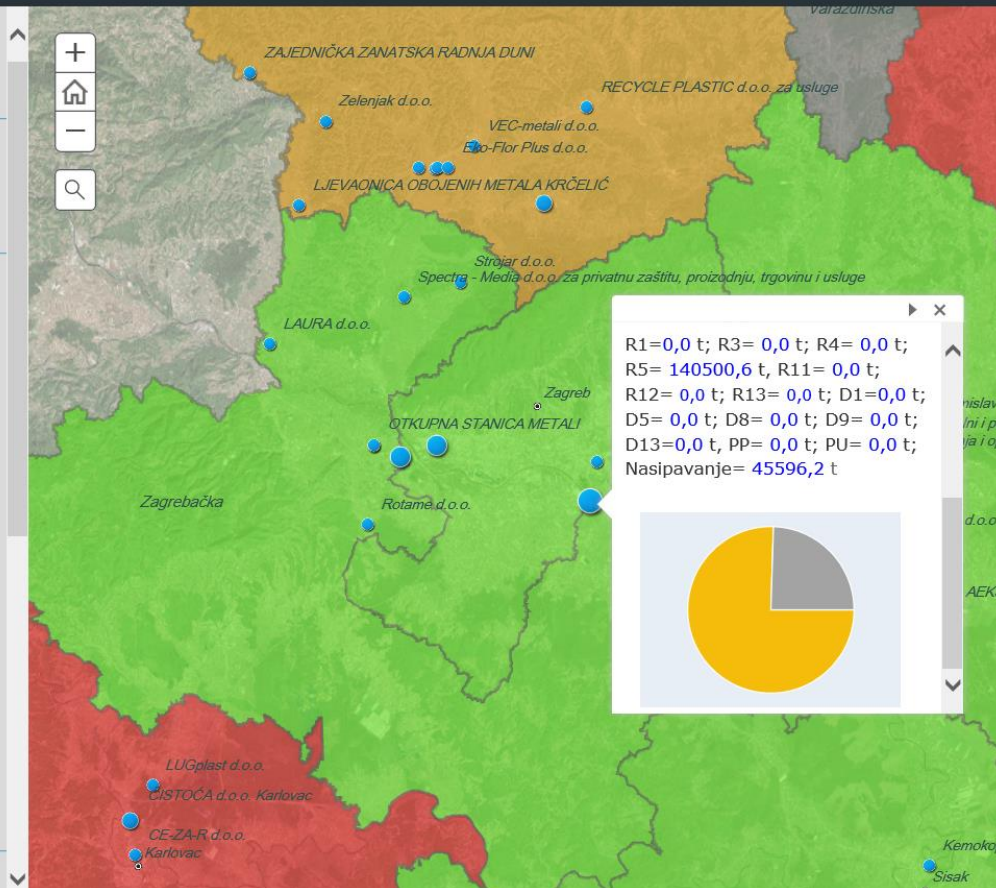 Varaždinska
ZAJEDNIČKA ZANATSKA RADNJA DUNI
RECYCLE PLASTIC d.o.o. za usluge
Zelenjak d.o.o.
VEC-metali d.o.o.
Eko-Flor Plus d.o.o.
LJEVAONICA OBOJENIH METALA KRČELIĆ
Strojar d.o.o.
Spectra - Media d.o.o. za privatnu zaštitu, proizodnju, trgovinu i usluge
LAURA d.o.o.
Zagreb
OTKUPNA STANICA METALI
Zagrebačka
Rotame d.o.o.
R1=0,0 t; R3= 0,0 t; R4= 0,0 t;
R5= 140500,6 t, R11= 0,0 t;
R12= 0,0 t; R13= 0,0 t; D1=0,0 t;
D5= 0,0 t; D8= 0,0 t; D9= 0,0 t;
D13=0,0 t, PP= 0,0 t; PU= 0,0 t;
Nasipavanje= 45596,2 t
d.o.o
LUGplast d.o.o.
ČISTOĆA d.o.o. Karlovac
CE-ZA-R d.o.o.
Karlovac
Sisak